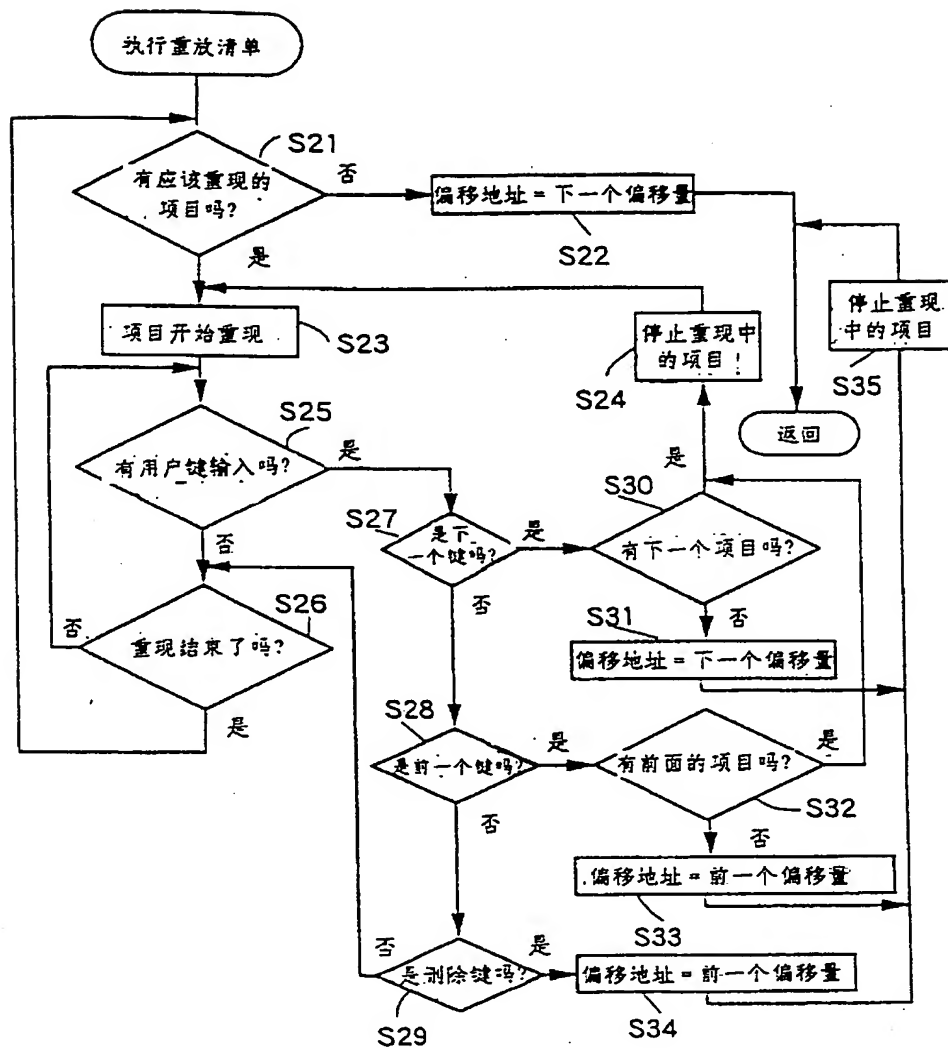 执行重放清单
S21
有应该重现的
项目吗?
否
偏移地址 = 下一个偏移量
S22
是
项目开始重现
S23
停止重现中
的项目!
S24
停止重现
中的项目
S35
返回
S25
有用户键输入吗?
是
否
S27
是下
一个键吗?
是
否
S30
有下一个项目吗?
是
否
S31
偏移地址 = 下一个偏移量
S26
重现结束了吗?
否
是
S28
是前一个键吗?
是
否
有前面的项目吗?
是
S32
否
偏移地址 = 前一个偏移量
S33
否
是删除键吗?
是
S29
偏移地址 = 前一个偏移量
S34